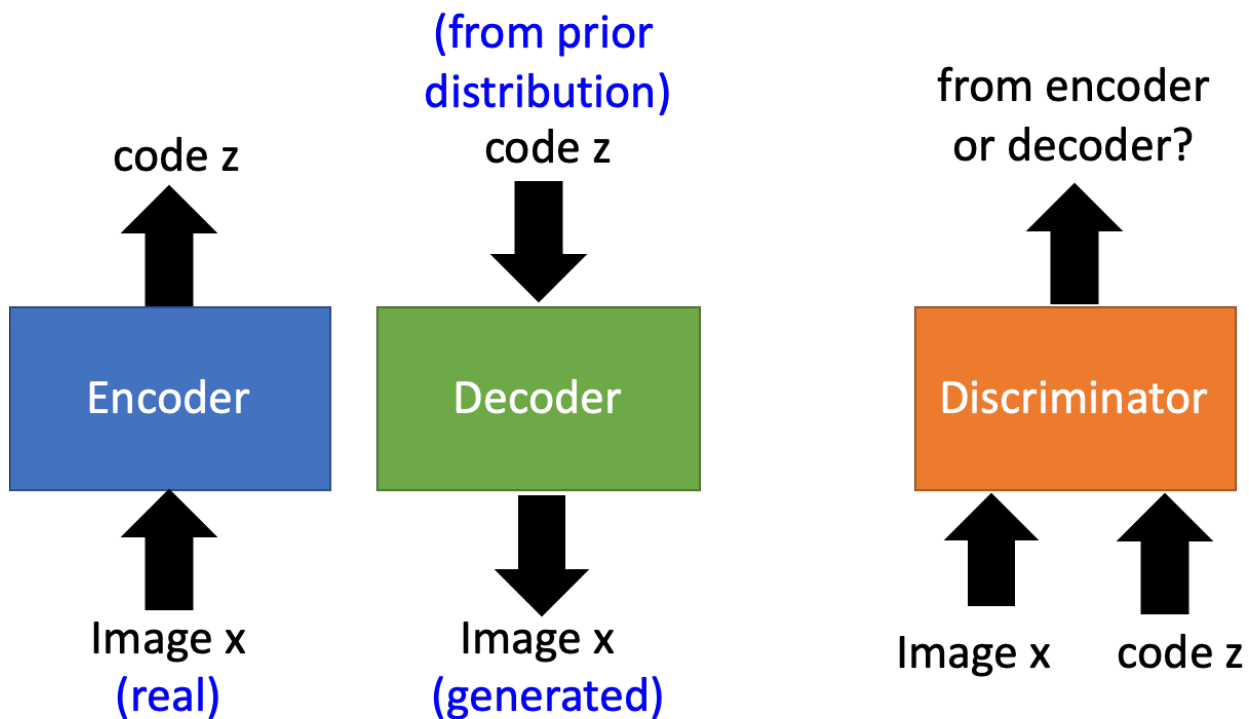 code z
Encoder
Image x
(real)
(from prior
distribution)
code z
Decoder
Image x
(generated)
from encoder
or decoder?
Discriminator
Image x
code z